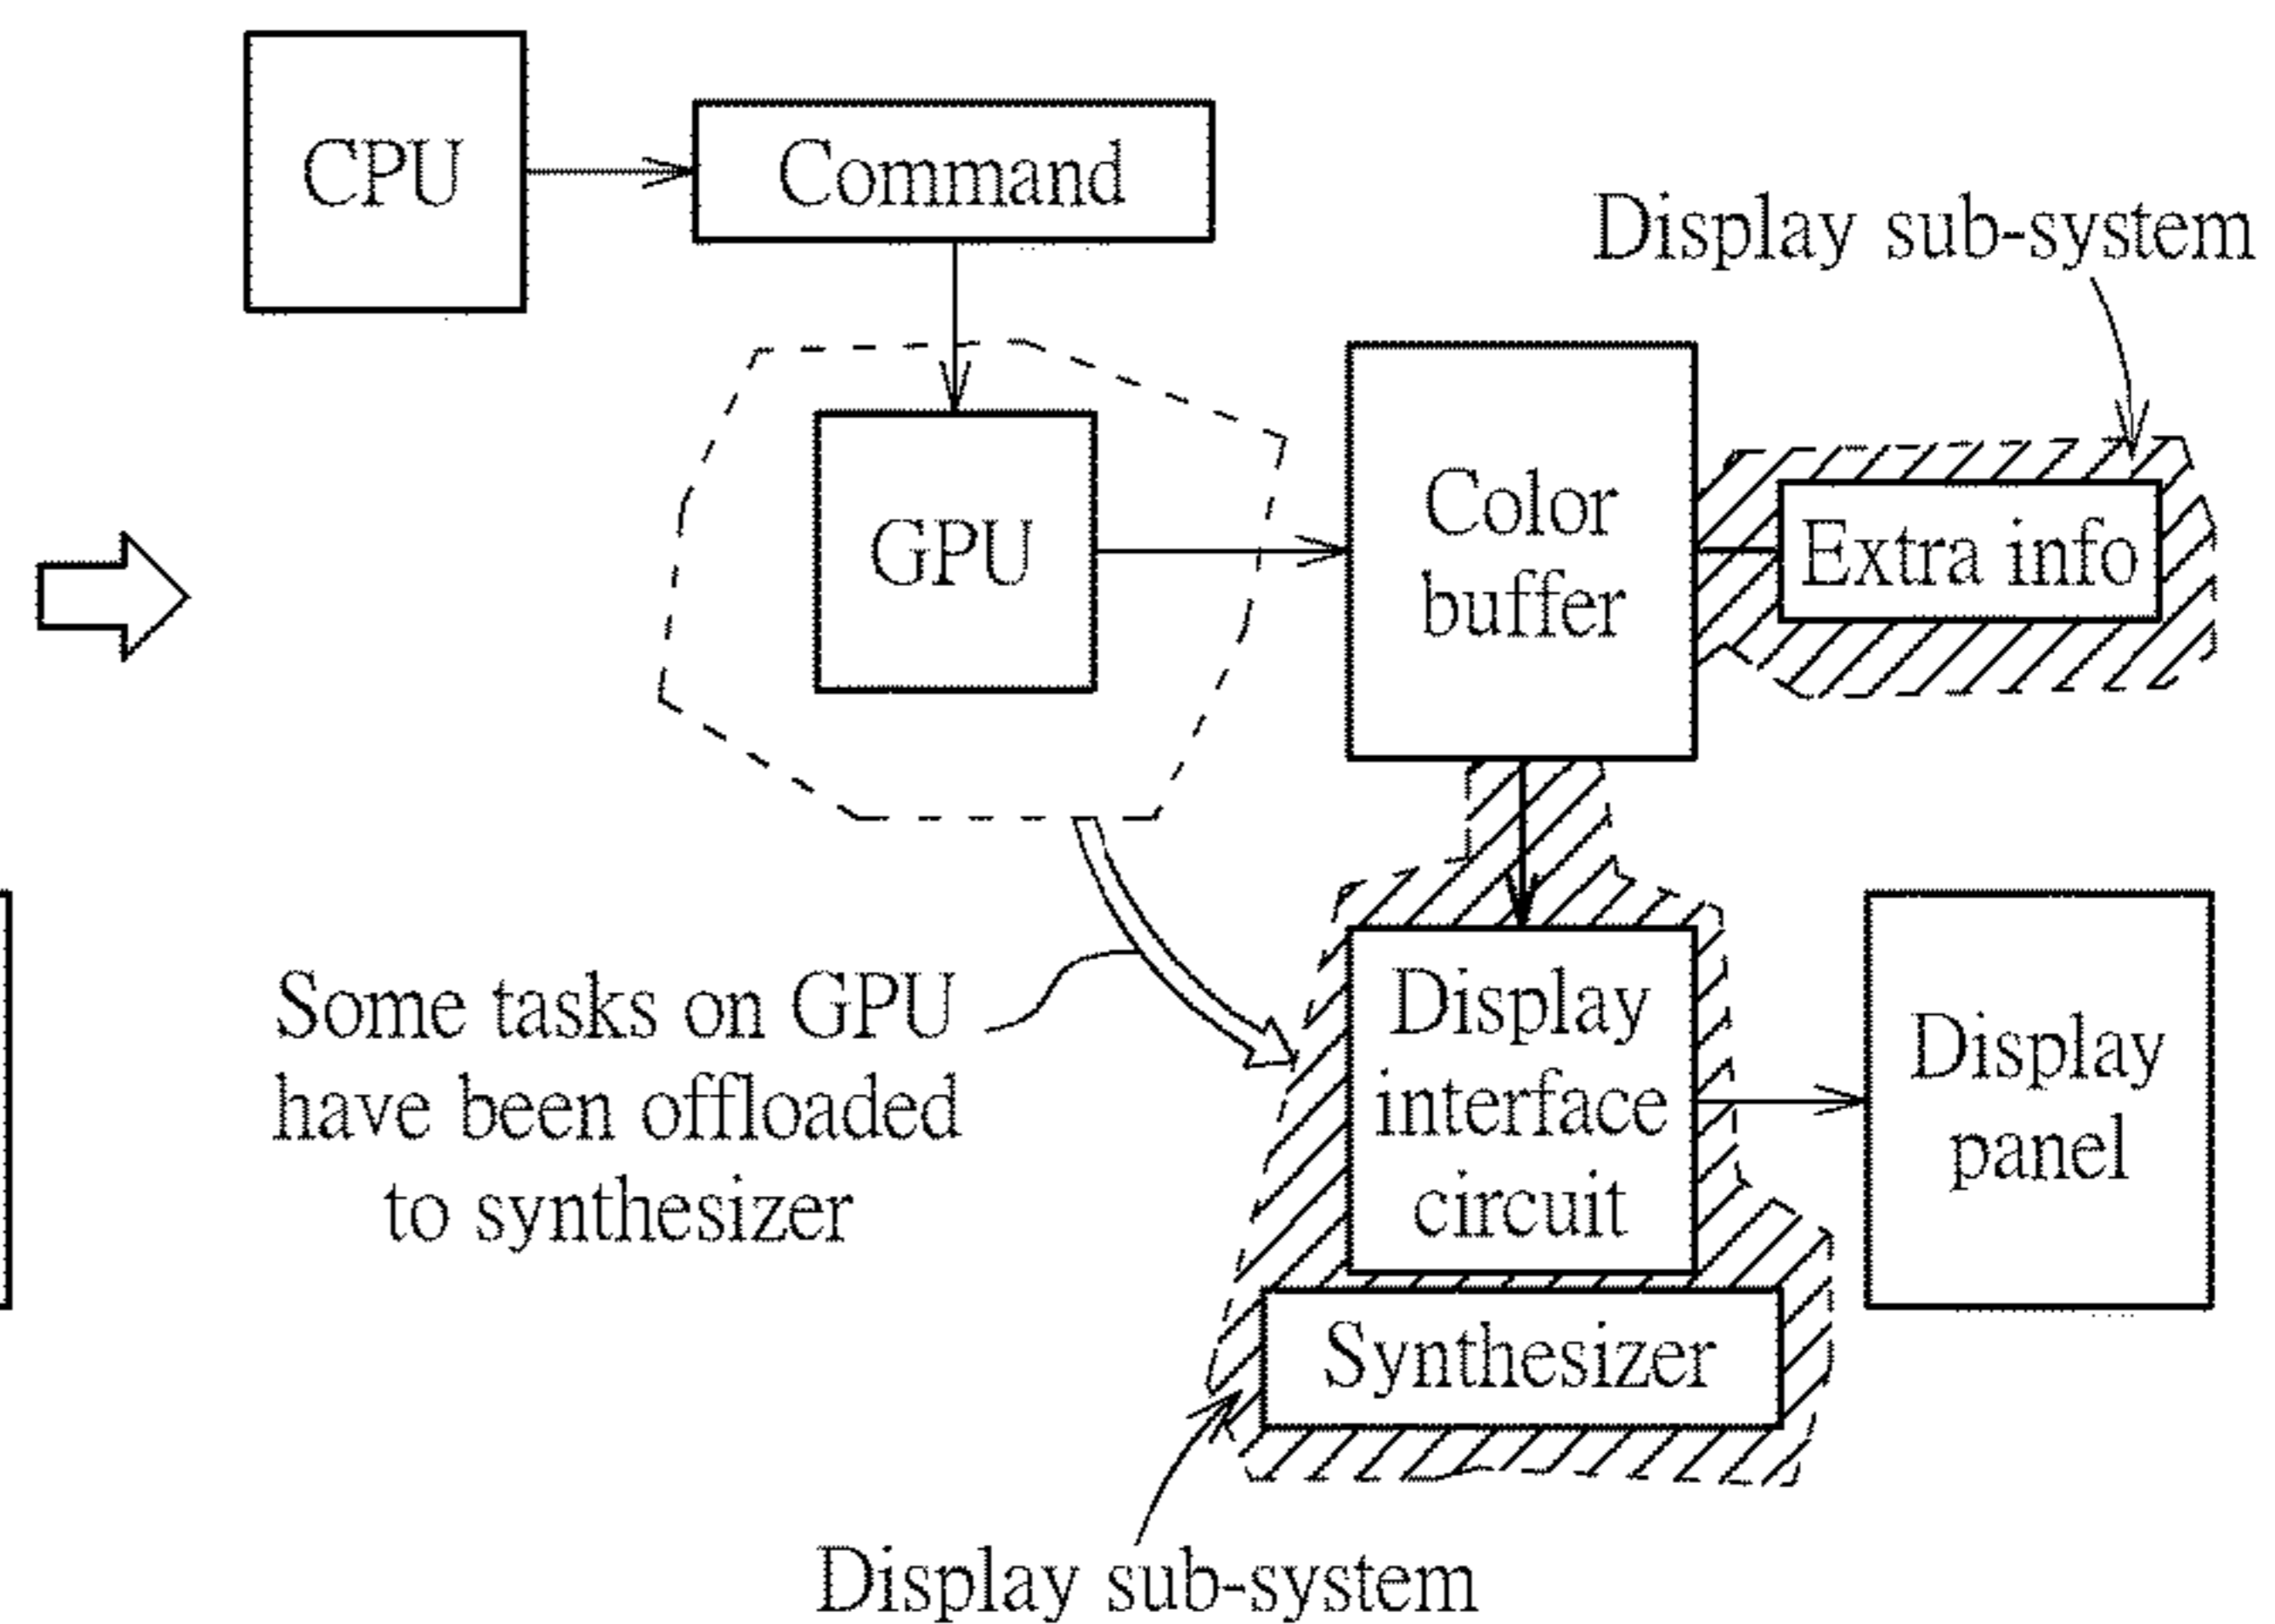 CPU
Command
Display sub-system
GPU
Color
buffer
Extra info
Some tasks on GPU
have been offloaded
to synthesizer
Display
interface
circuit
Display
panel
Synthesizer
Display sub-system